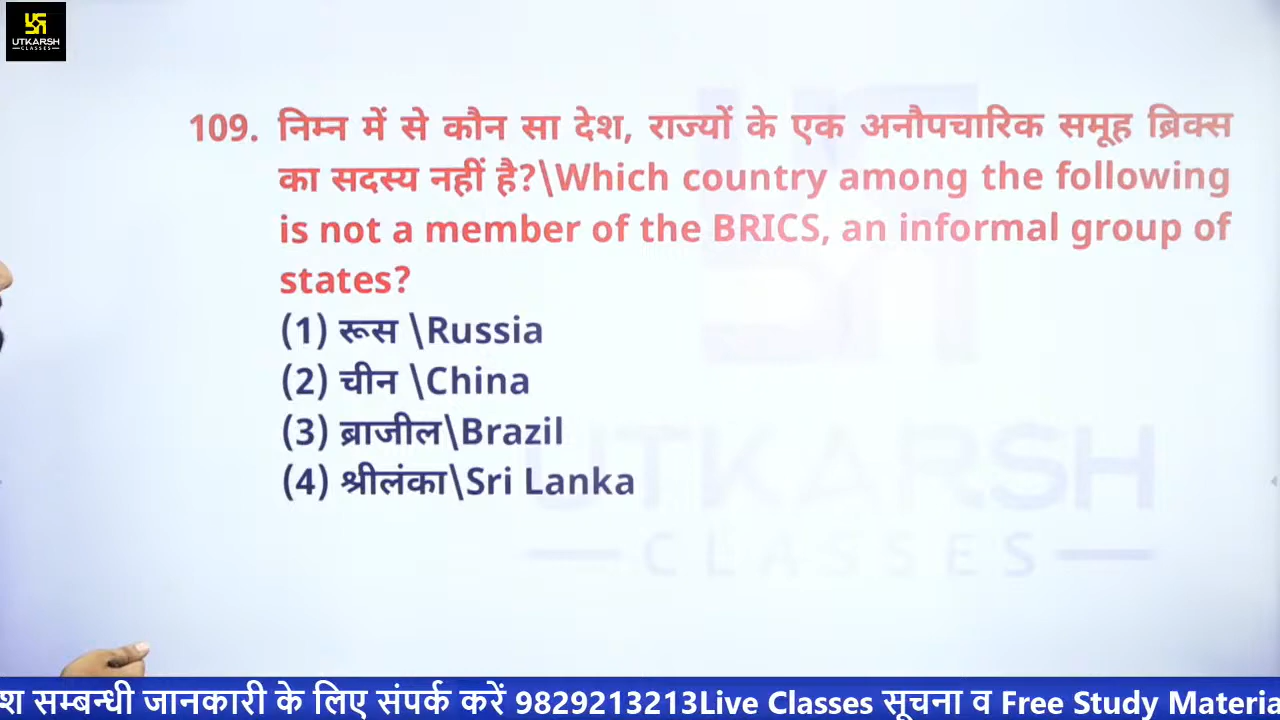 UTKARSH
CLASSES
109. निम्न में से कौन सा देश, राज्यों के एक अनौपचारिक समूह ब्रिक्स
का सदस्य नहीं है?\Which country among the following
is not a member of the BRICS, an informal group of
states?
(1) रूस \Russia
(2) चीन \China
(3) ब्राजील\Brazil
(4) श्रीलंका\Sri Lanka
UTKARSH
CLASSES
सम्बन्धी जानकारी के लिए संपर्क करें 9829213213Live Classes सूचना व Free Study